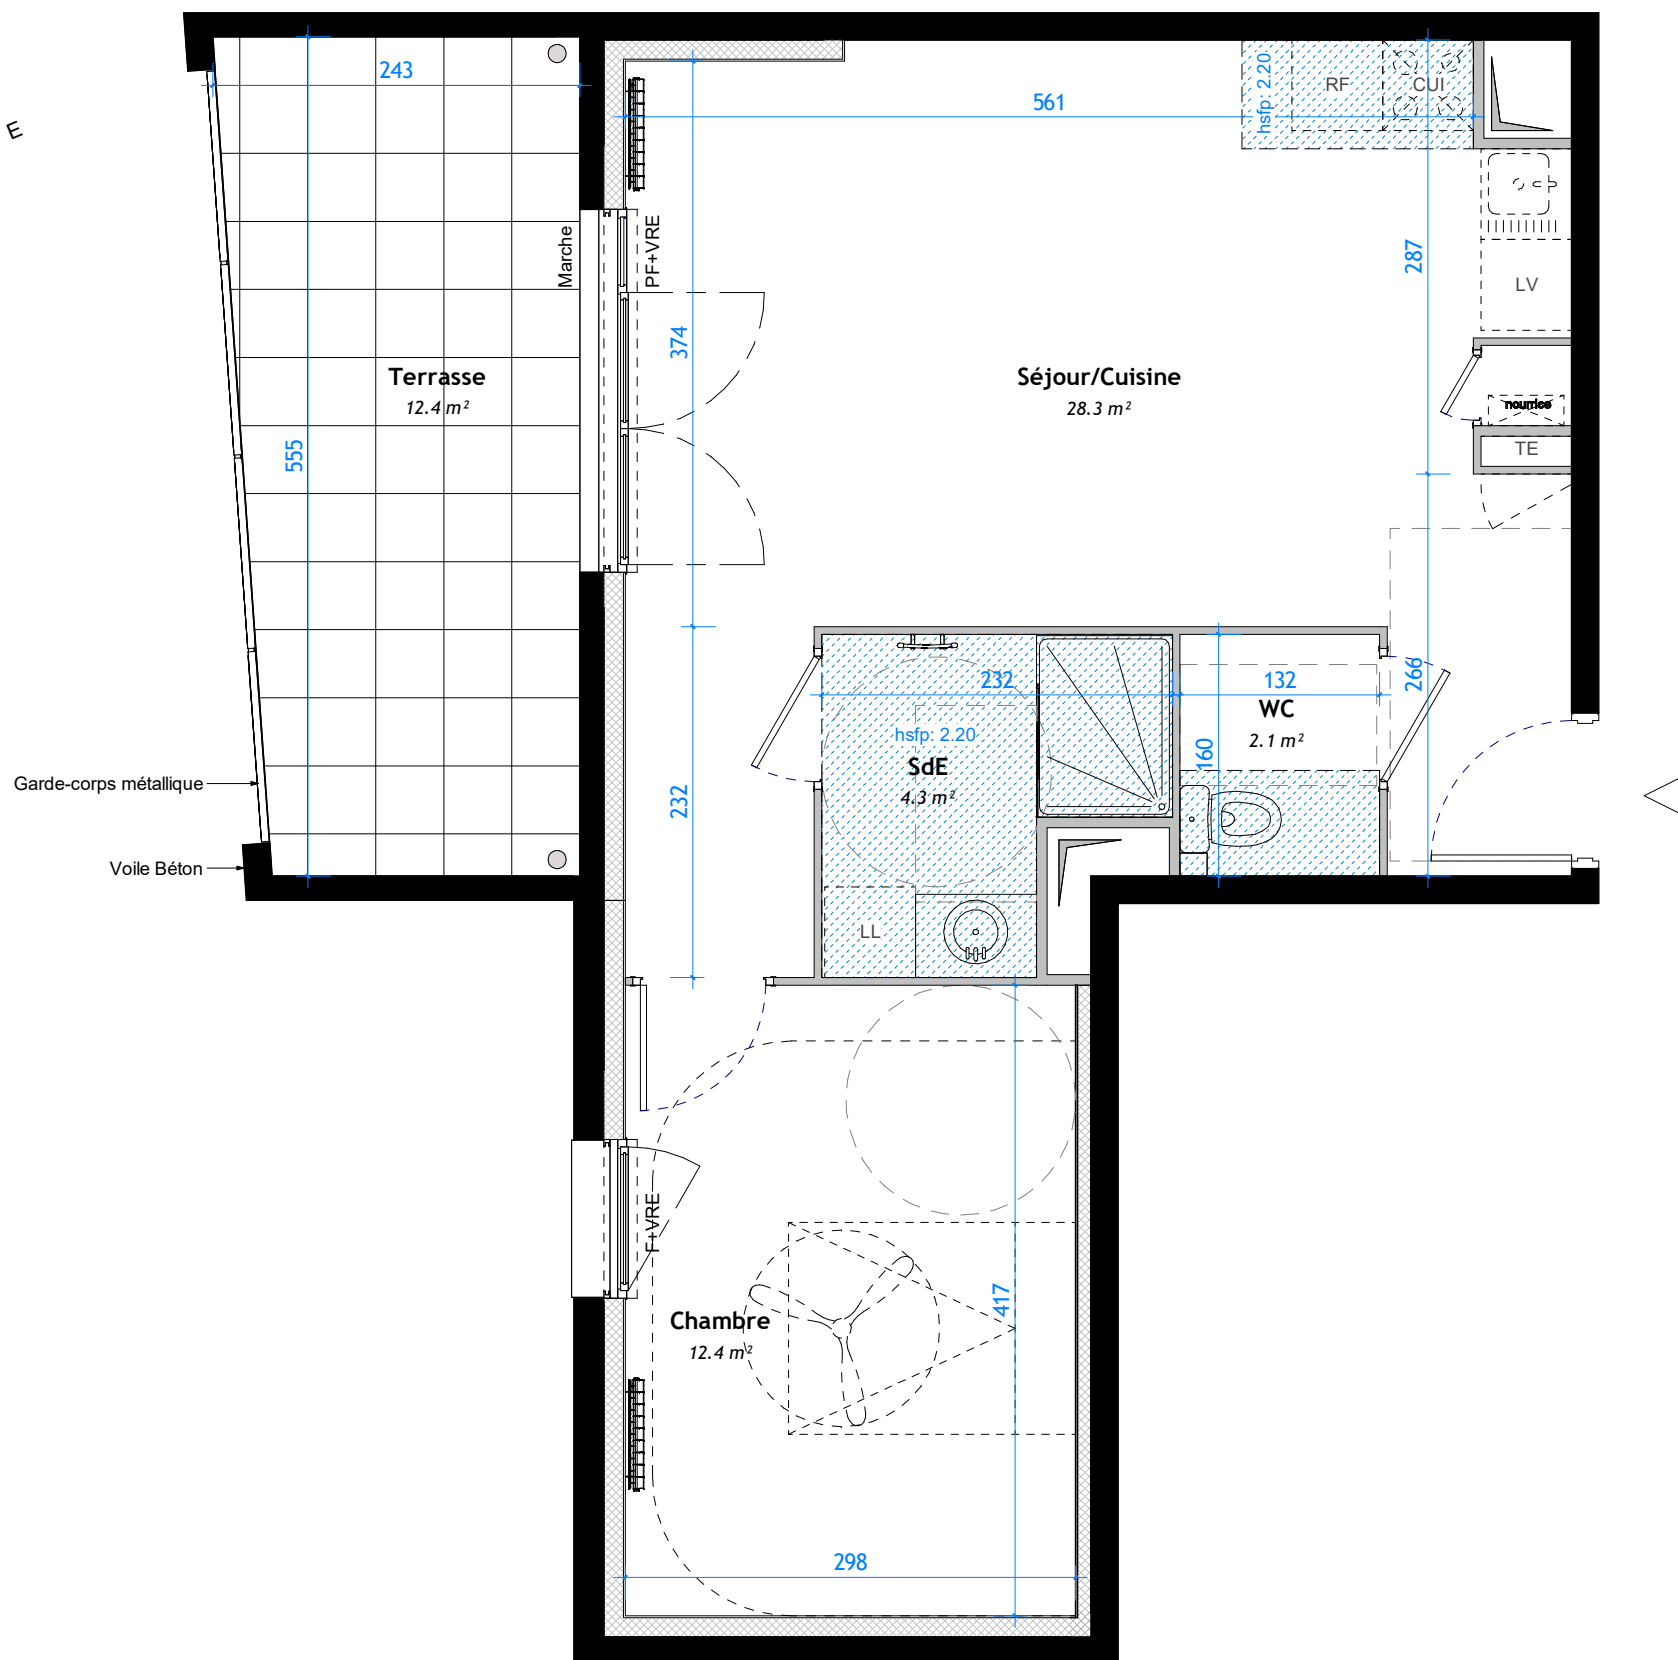 243
561
hsfp: 2.20
RF
CUI
E
Marche
PF+VRE
287
LV
374
Terrasse
12.4 m²
Séjour/Cuisine
28.3 m²
nourrice
TE
555
232
132
266
WC
2.1 m²
hsfp: 2.20
SdE
4.3 m²
160
Garde-corps métallique
232
Voile Béton
LL
F+VRE
417
Chambre
12.4 m²
298